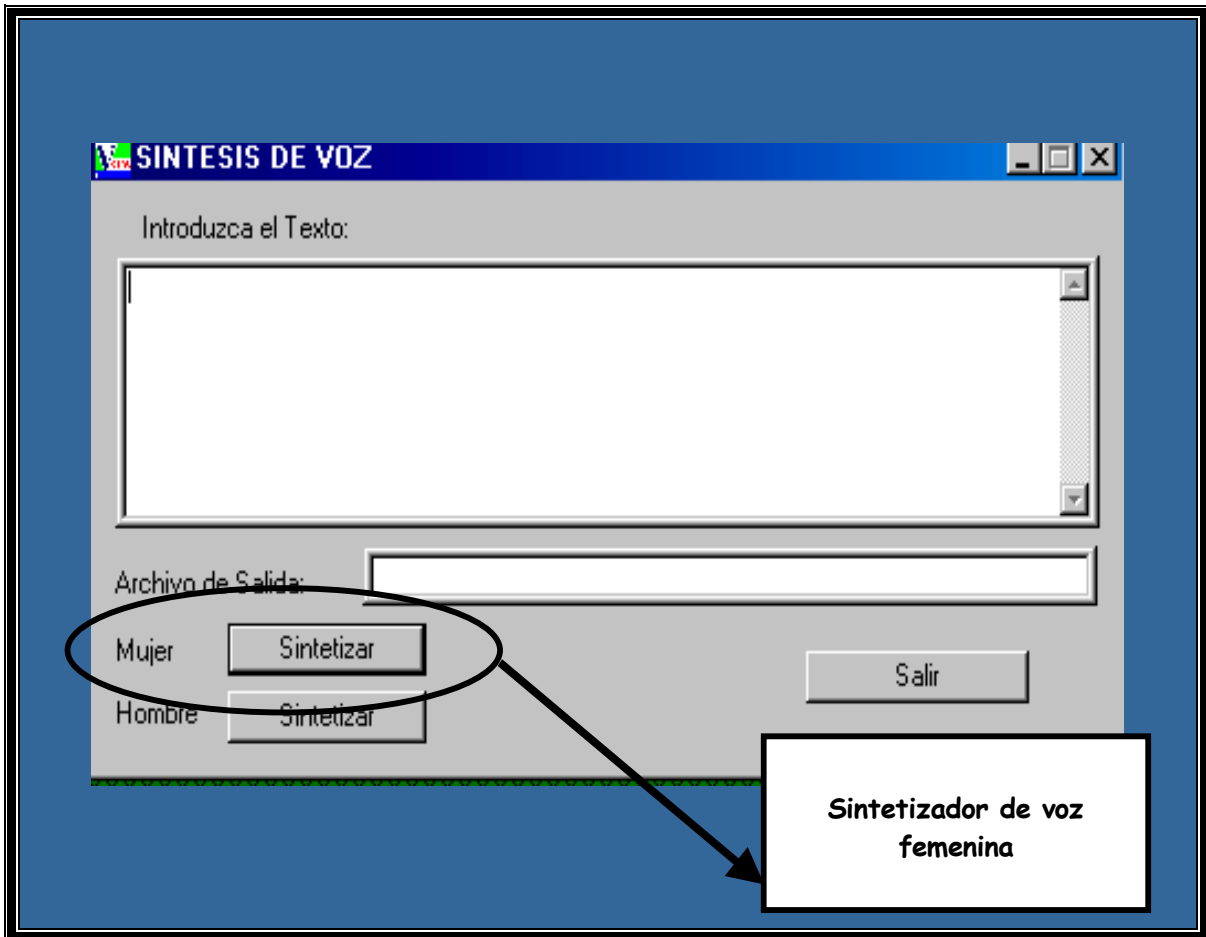 SINTESIS DE VOZ
Introduzca el Texto:
Archivo de Salida:
Mujer Sintetizar
Salir
Hombre Sintetizar
Sintetizador de voz
femenina